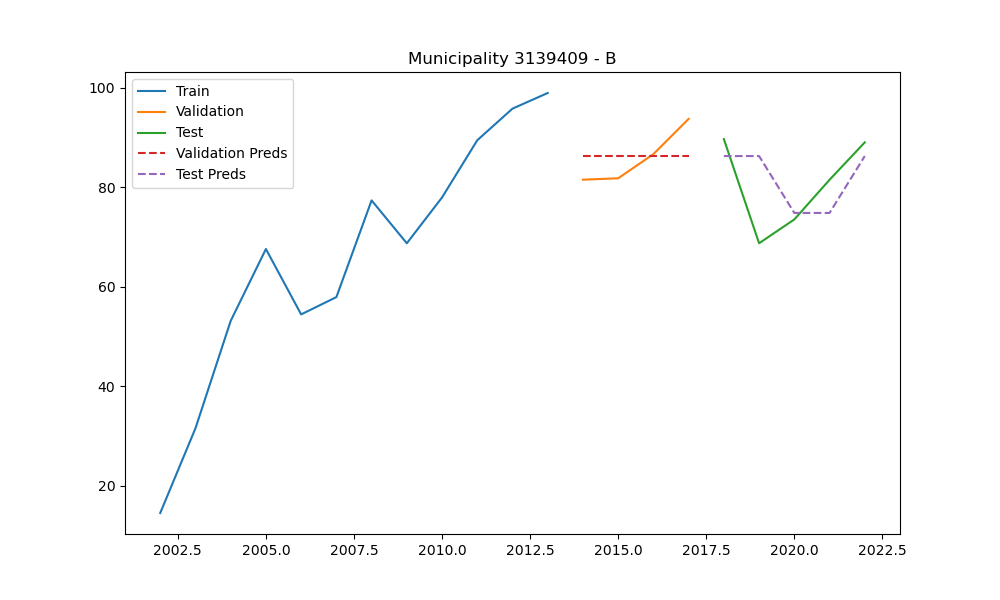 Municipality 3139409 - B
Train
Validation
Test
Validation Preds
Test Preds
100
80
60
40
20
2002.5 2005.0 2007.5 2010.0 2012.5 2015.0 2017.5 2020.0 2022.5